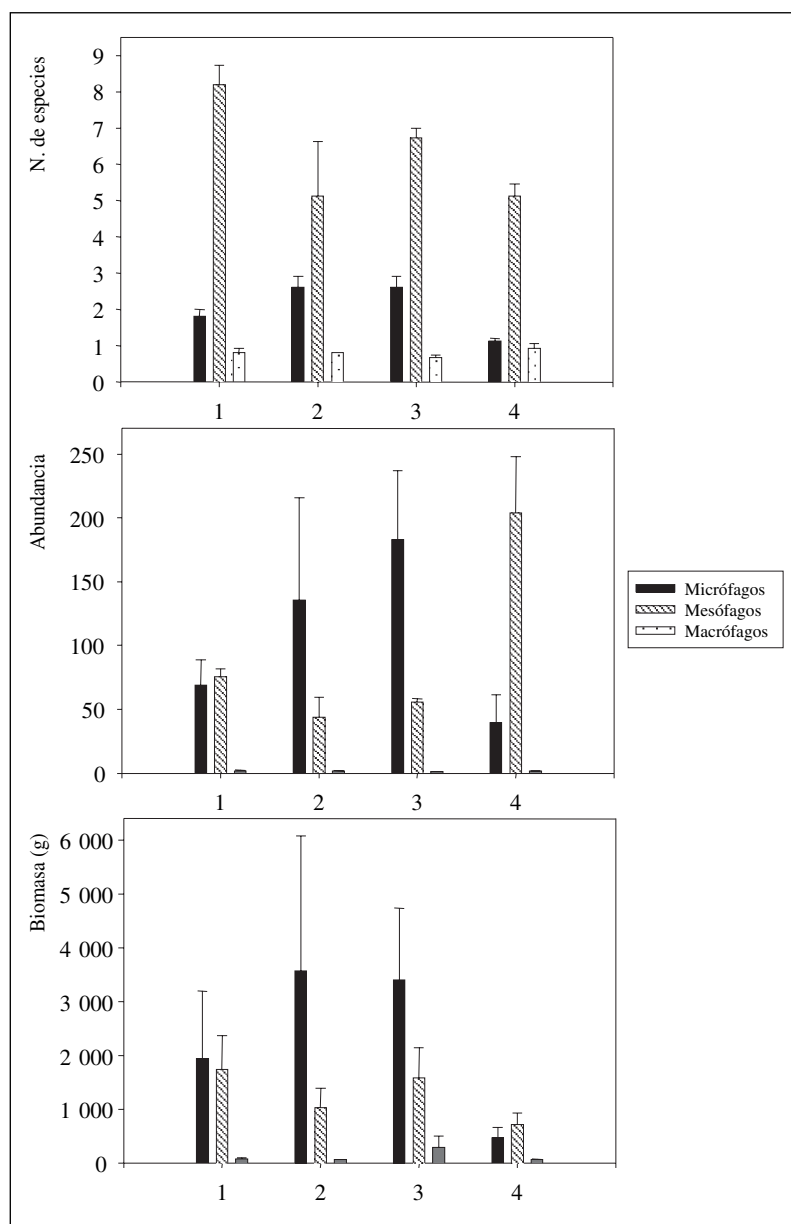 N. de especies
9
8
7
6
5
4
3
2
1
0
1 2 3 4
Abundancia
250
200
150
100
50
0
1 2 3 4
Micrófagos
Mesófagos
Macrófagos
Biomasa (g)
6 000
5 000
4 000
3 000
2 000
1 000
0
1 2 3 4